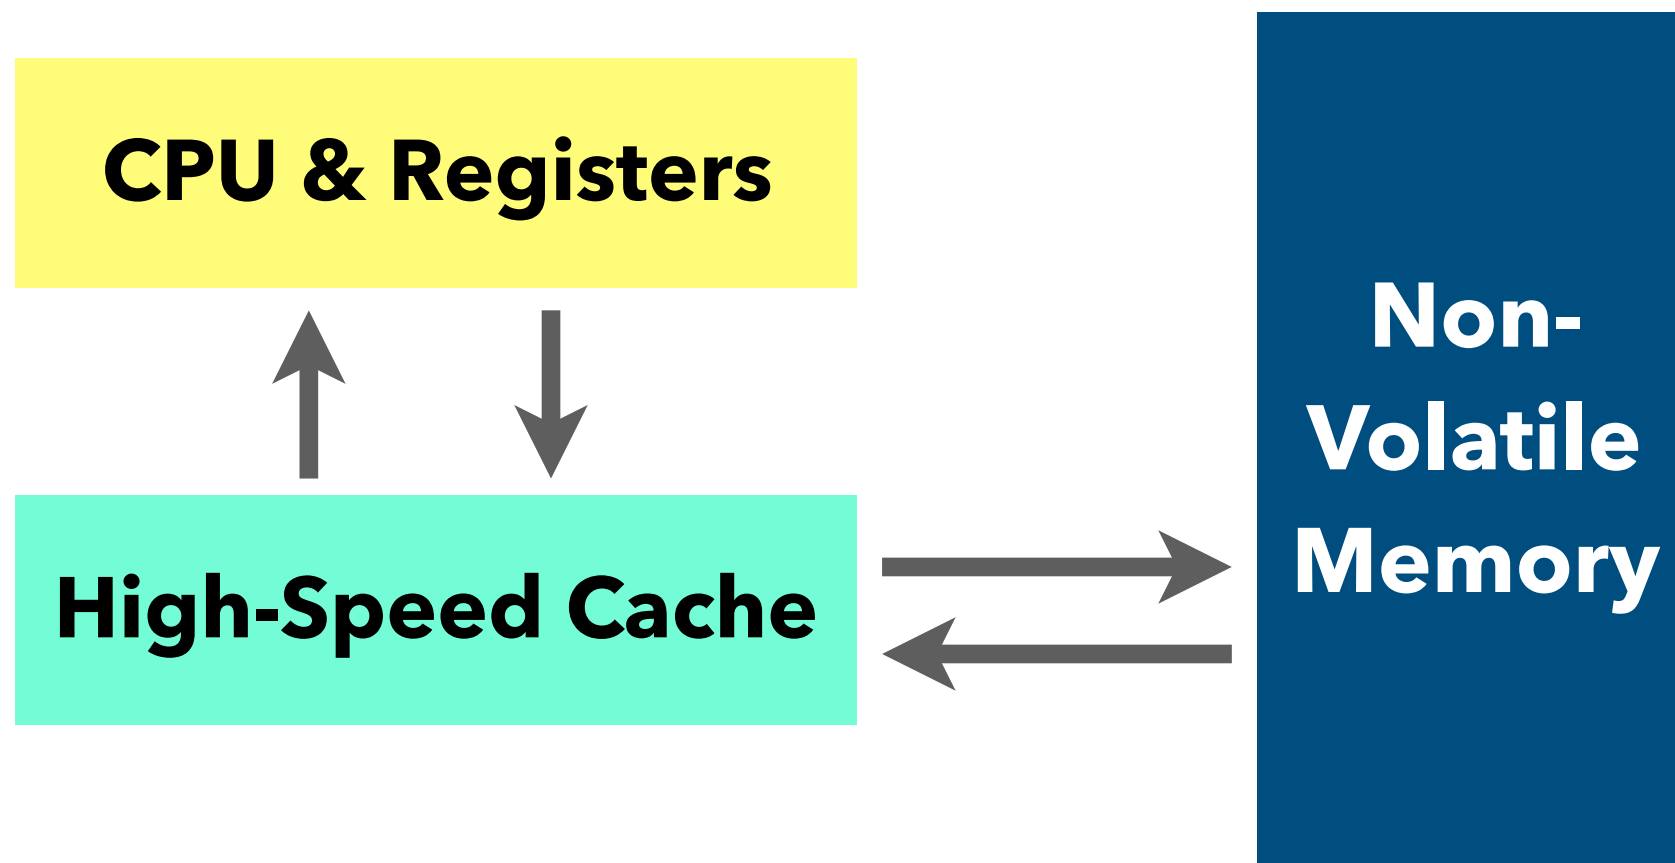 CPU & Registers
High-Speed Cache
Non-
Volatile
Memory